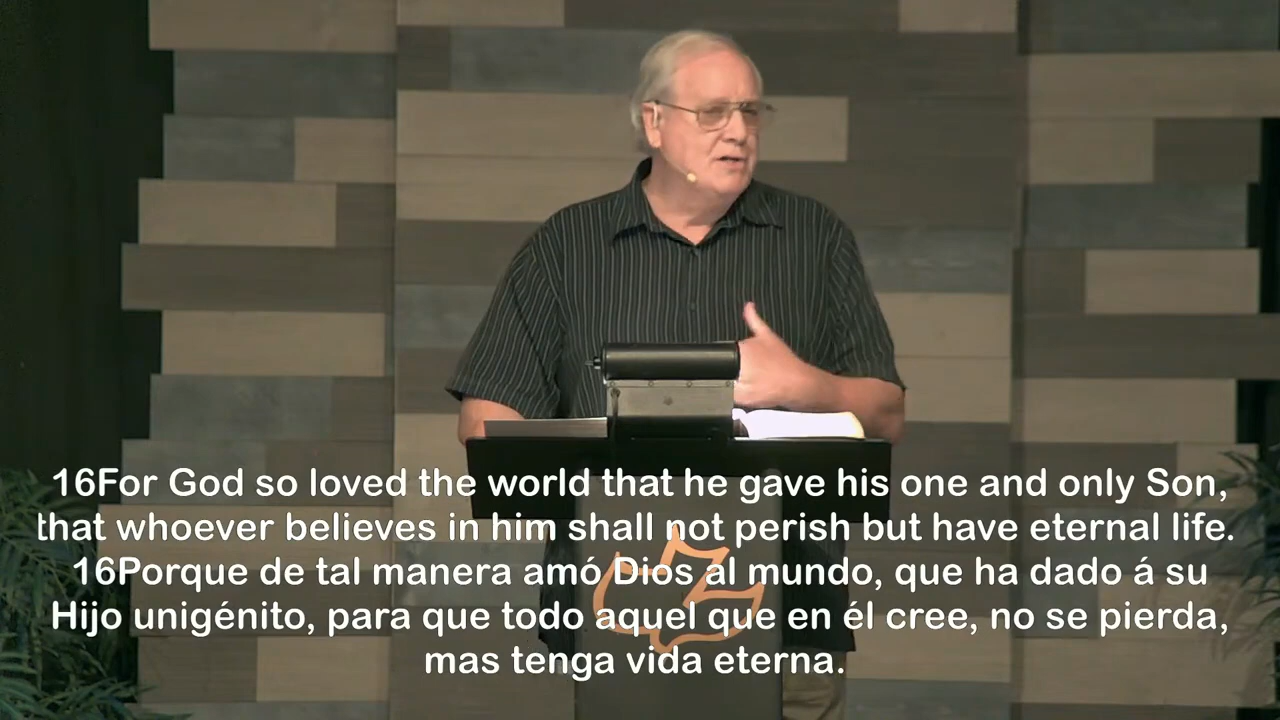 16For God so loved the world that he gave his one and only Son,
that whoever believes in him shall not perish but have eternal life.
16Porque de tal manera amó Dios al mundo, que ha dado á su
Hijo unigénito, para que todo aquel que en él cree, no se pierda,
mas tenga vida eterna.